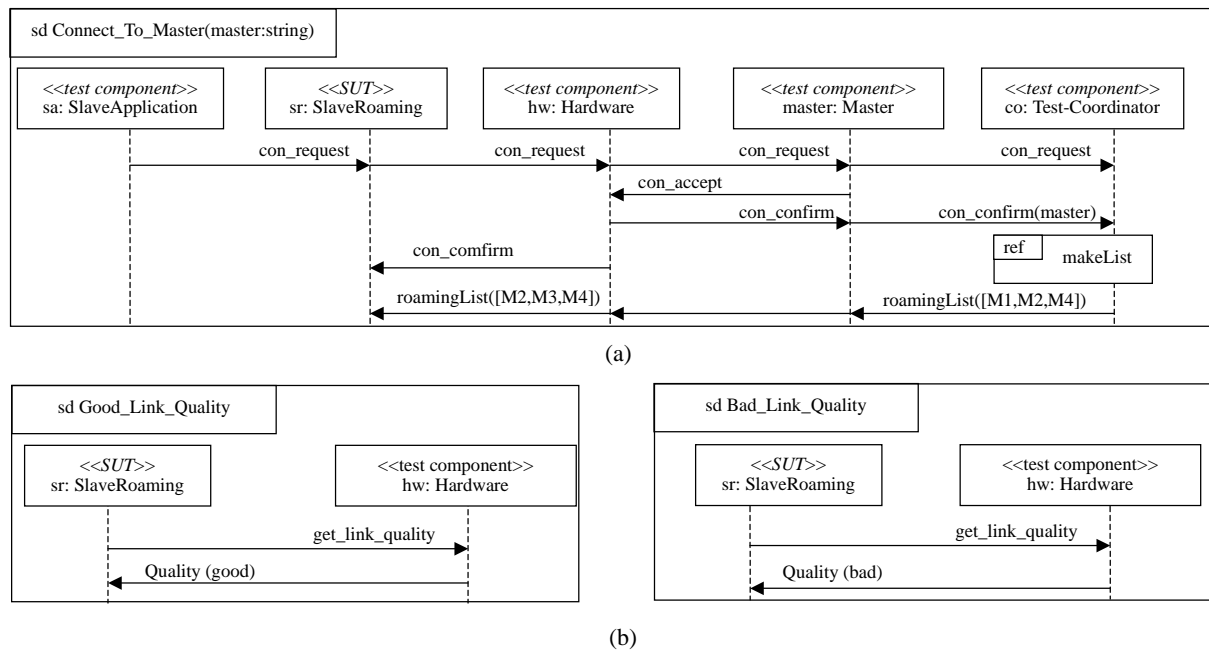 sd Connect_To_Master(master:string)
<<test component>>
sa: SlaveApplication
<<SUT>>
sr: SlaveRoaming
<<test component>>
hw: Hardware
<<test component>>
master: Master
<<test component>>
co: Test-Coordinator
con_request
con_request
con_request
con_request
con_accept
con_confirm
con_confirm(master)
ref
makeList
con_comfirm
roamingList([M2,M3,M4])
roamingList([M1,M2,M4])
(a)
sd Good_Link_Quality
<<SUT>>
sr: SlaveRoaming
<<test component>>
hw: Hardware
get_link_quality
Quality (good)
sd Bad_Link_Quality
<<SUT>>
sr: SlaveRoaming
<<test component>>
hw: Hardware
get_link_quality
Quality (bad)
(b)